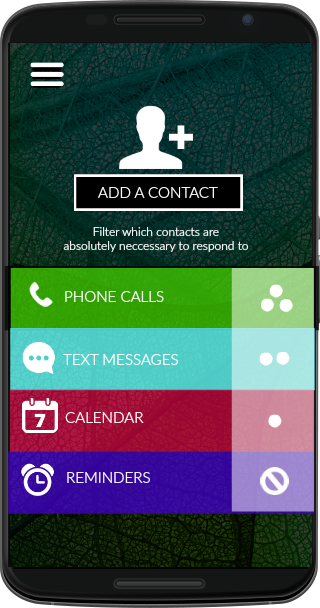 ADD A CONTACT
Filter which contacts are
absolutely neccessary to respond to
PHONE CALLS
TEXT MESSAGES
7 CALENDAR
REMINDERS